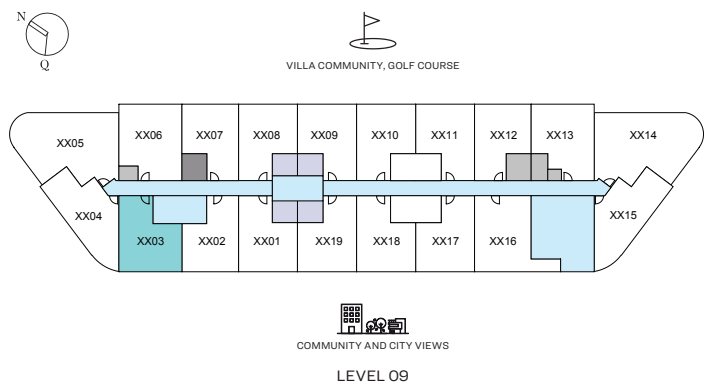 N
Q
VILLA COMMUNITY, GOLF COURSE
XX05
XX06
XX07
XX08
XX09
XX10
XX11
XX12
XX13
XX14
XX04
XX03
XX02
XX01
XX19
XX18
XX17
XX16
XX15
COMMUNITY AND CITY VIEWS
LEVEL 09